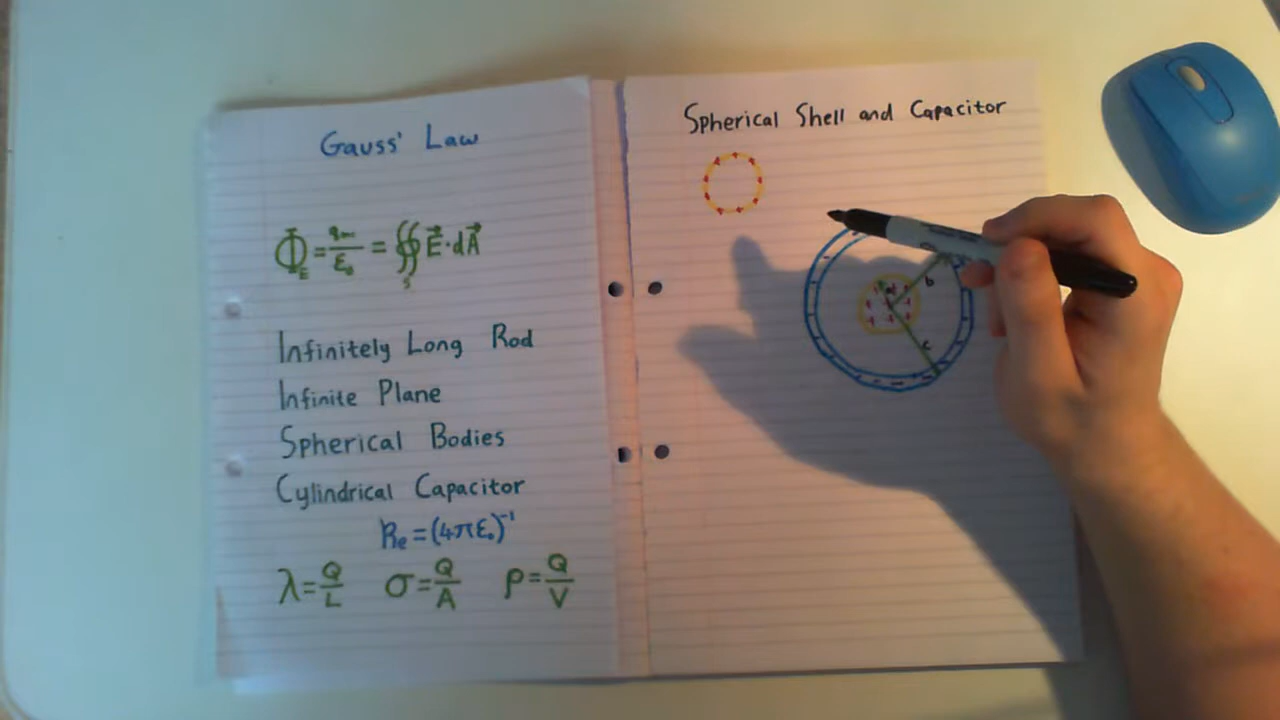 Gauss' Law
Φ_E = q_in/ε₀ = ∯_S E⃗·dA⃗
Infinitely Long Rod
Infinite Plane
Spherical Bodies
Cylindrical Capacitor
k_e = (4πε₀)⁻¹
λ = Q/L σ = Q/A ρ = Q/V
Spherical Shell and Capacitor
a
b
c